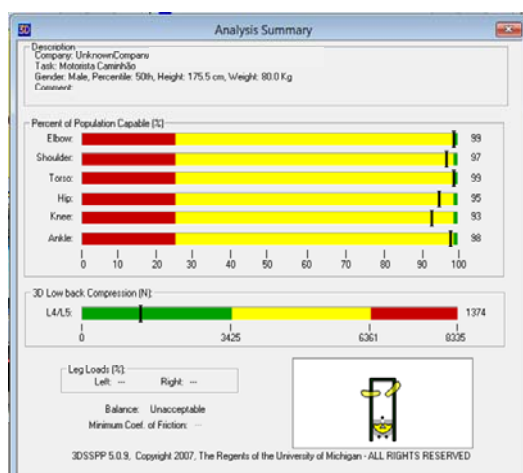 3D Analysis Summary
Description
Company: UnknownCompany
Task: Motorista Caminhão
Gender: Male, Percentile: 50th, Height: 175.5 cm, Weight: 80.0 Kg
Comment:
Percent of Population Capable (%)
Elbow: 99
Shoulder: 97
Torso: 99
Hip: 95
Knee: 93
Ankle: 98
0 10 20 30 40 50 60 70 80 90 100
3D Low back Compression (N):
L4/L5: 1374
0 3425 6361 8335
Leg Loads (%):
Left: --- Right: ---
Balance: Unacceptable
Minimum Coef. of Friction: ---
3DSSPP 5.0.9, Copyright 2007, The Regents of the University of Michigan - ALL RIGHTS RESERVED